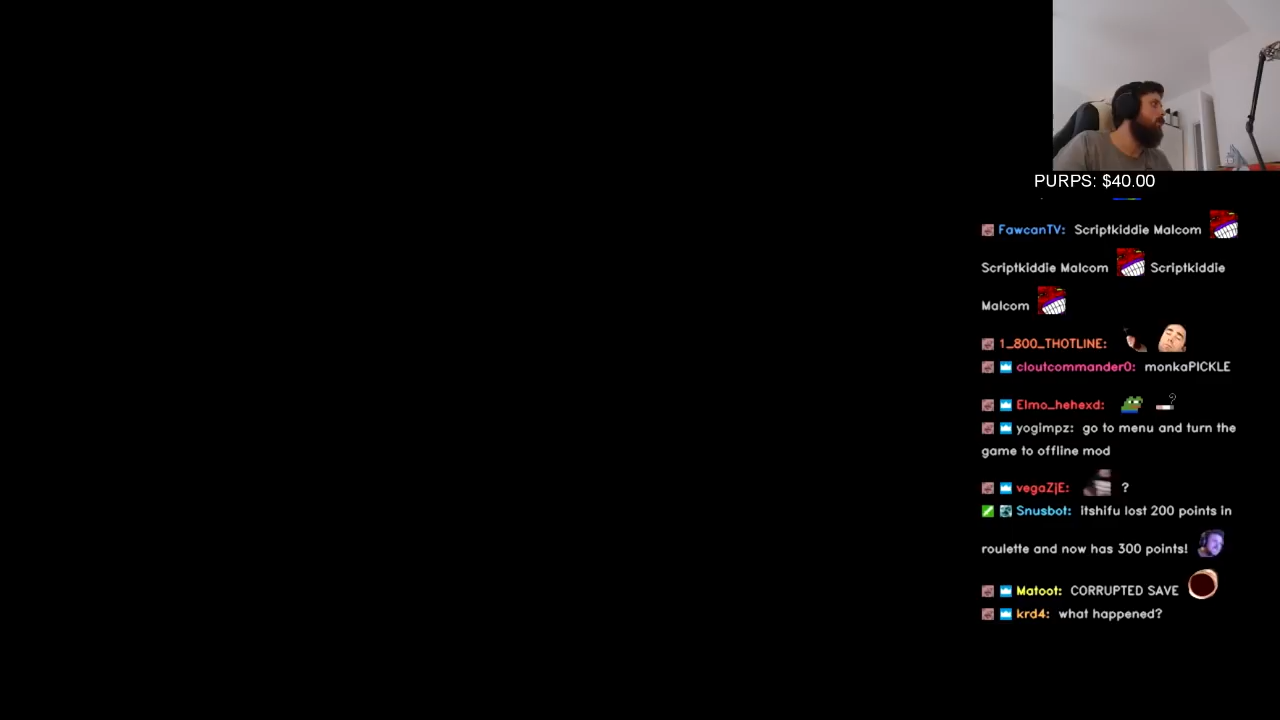 PURPS: $40.00
FawcanTV: Scriptkiddie Malcom
Scriptkiddie Malcom Scriptkiddie
Malcom
1_800_THOTLINE:
cloutcommander0: monkaPICKLE
Elmo_hehexd:
yogimpz: go to menu and turn the
game to offline mod
vegaZjE: ?
Snusbot: itshifu lost 200 points in
roulette and now has 300 points!
Matoot: CORRUPTED SAVE
krd4: what happened?